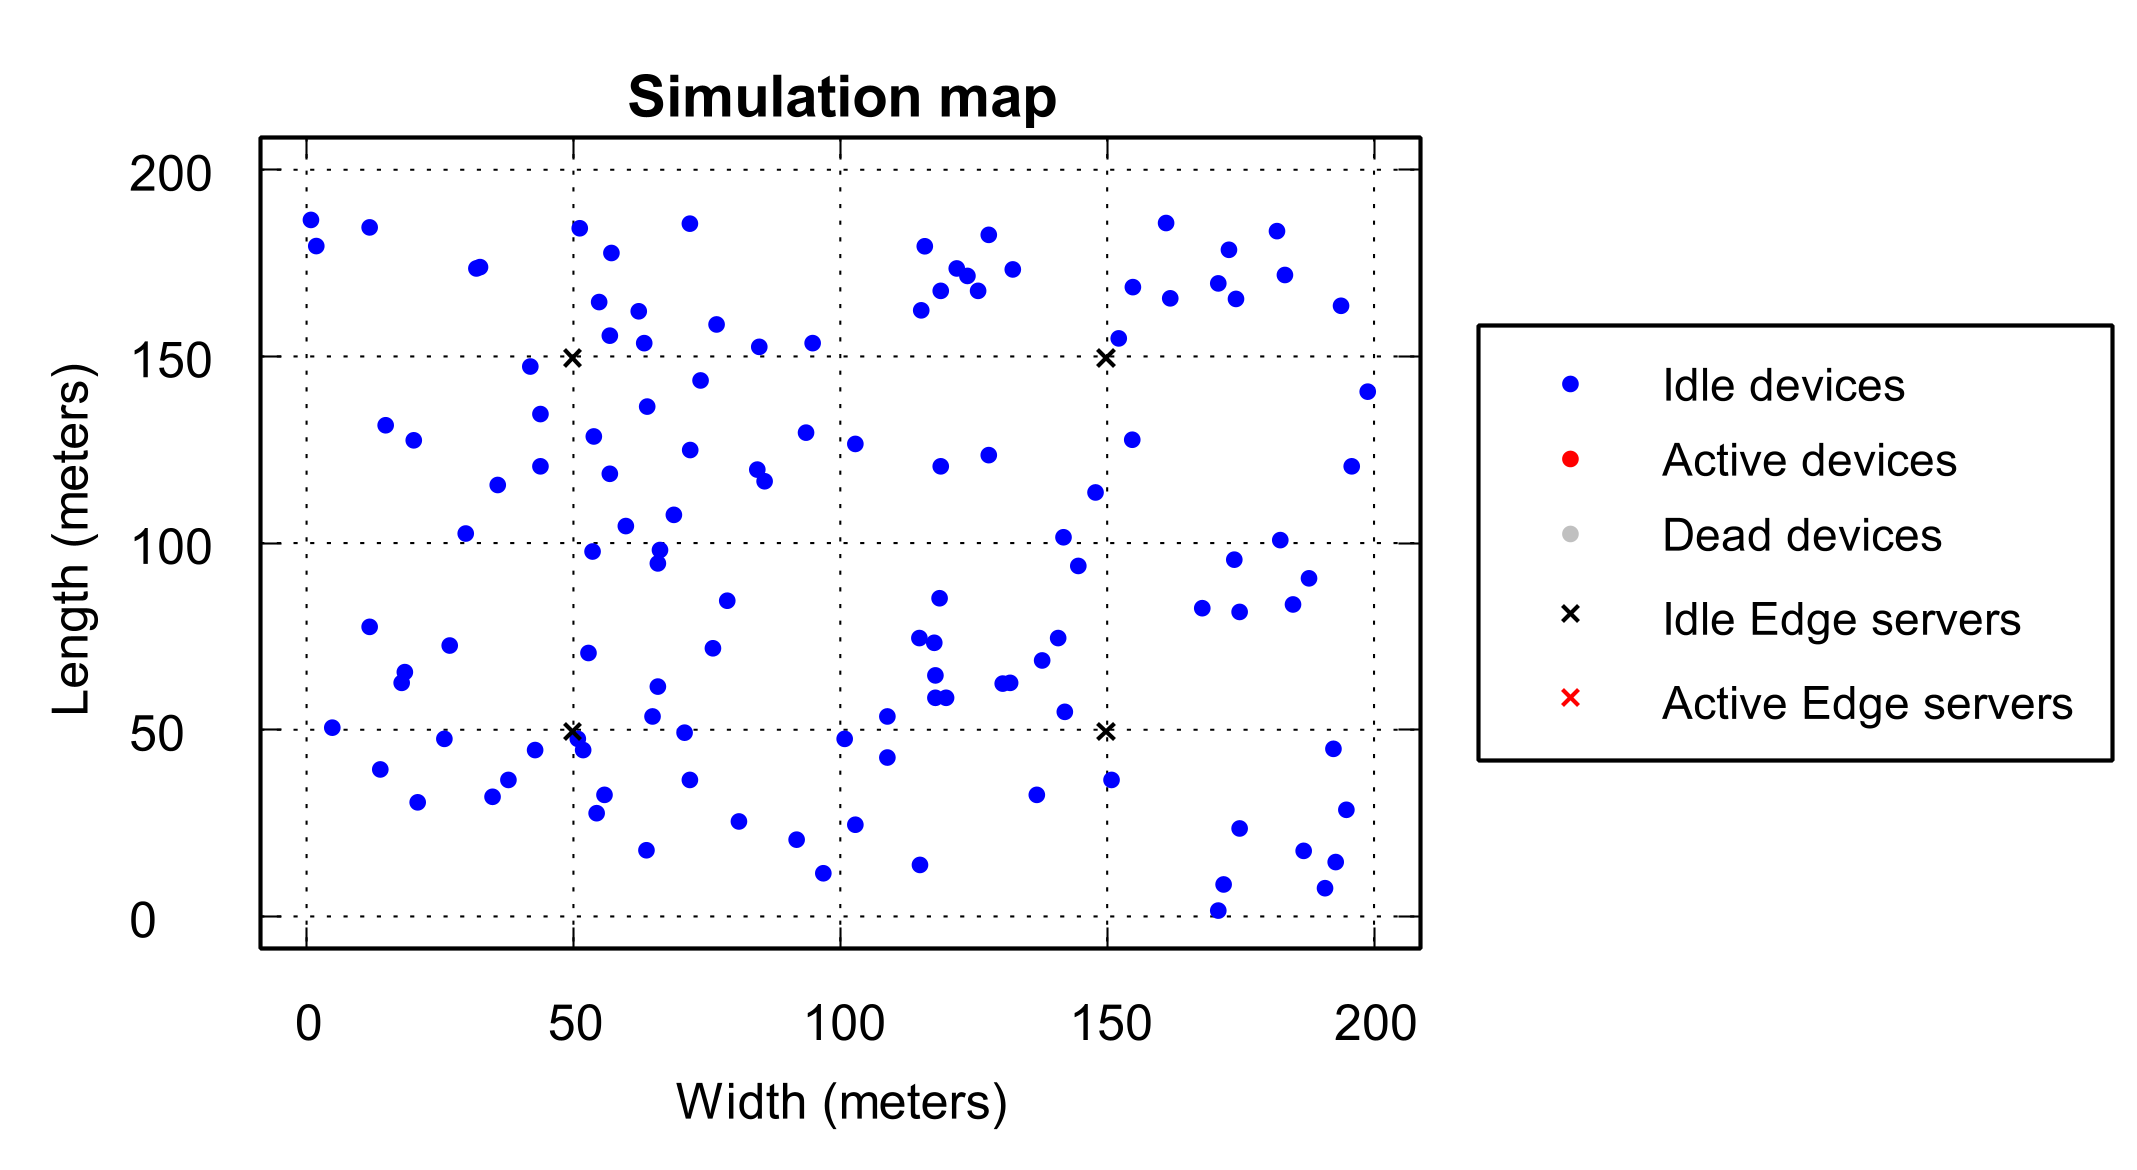 Simulation map
200
150
100
50
0
Length (meters)
0 50 100 150 200
Width (meters)
Idle devices
Active devices
Dead devices
Idle Edge servers
Active Edge servers